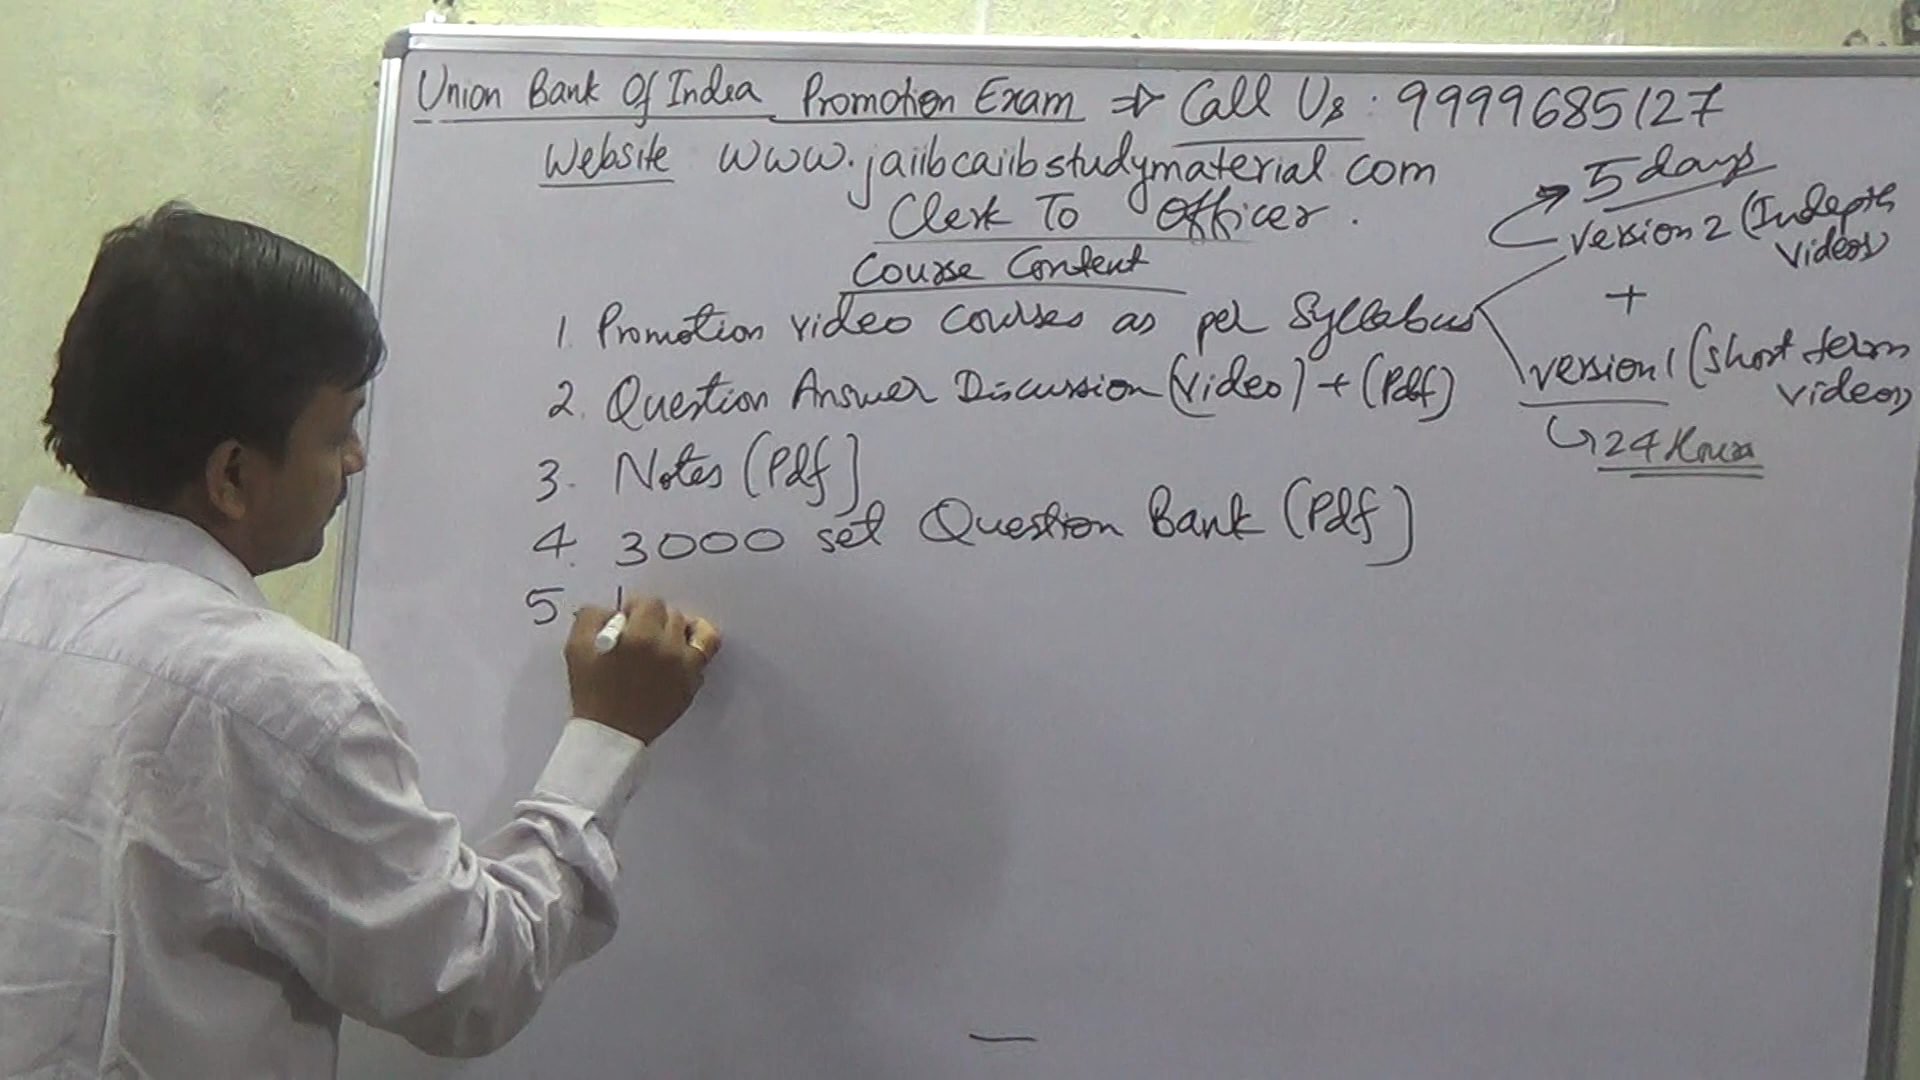 Union Bank Of India Promotion Exam ⇒ Call Us : 9999685127
Website www.jaiibcaiibstudymaterial.com
Clerk To Officer.
Course Content
1. Promotion video courses as per Syllabus
5 days
version 2 (Indepth
videos)
+
version 1 (short term
videos)
24 Hours
2. Question Answer Discussion (Video) + (Pdf)
3. Notes (Pdf)
4. 3000 set Question Bank (Pdf)
5.